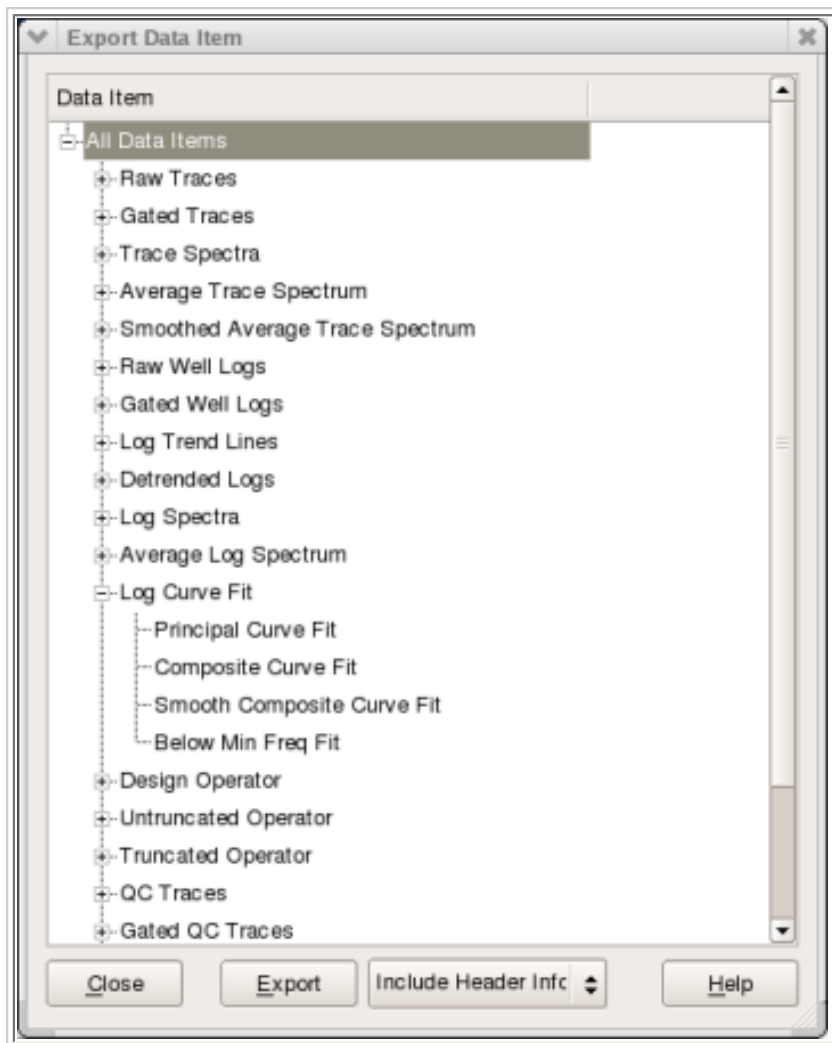 Export Data Item
Data Item
All Data Items
Raw Traces
Gated Traces
Trace Spectra
Average Trace Spectrum
Smoothed Average Trace Spectrum
Raw Well Logs
Gated Well Logs
Log Trend Lines
Detrended Logs
Log Spectra
Average Log Spectrum
Log Curve Fit
Principal Curve Fit
Composite Curve Fit
Smooth Composite Curve Fit
Below Min Freq Fit
Design Operator
Untruncated Operator
Truncated Operator
QC Traces
Gated QC Traces
Close Export Include Header Infc Help